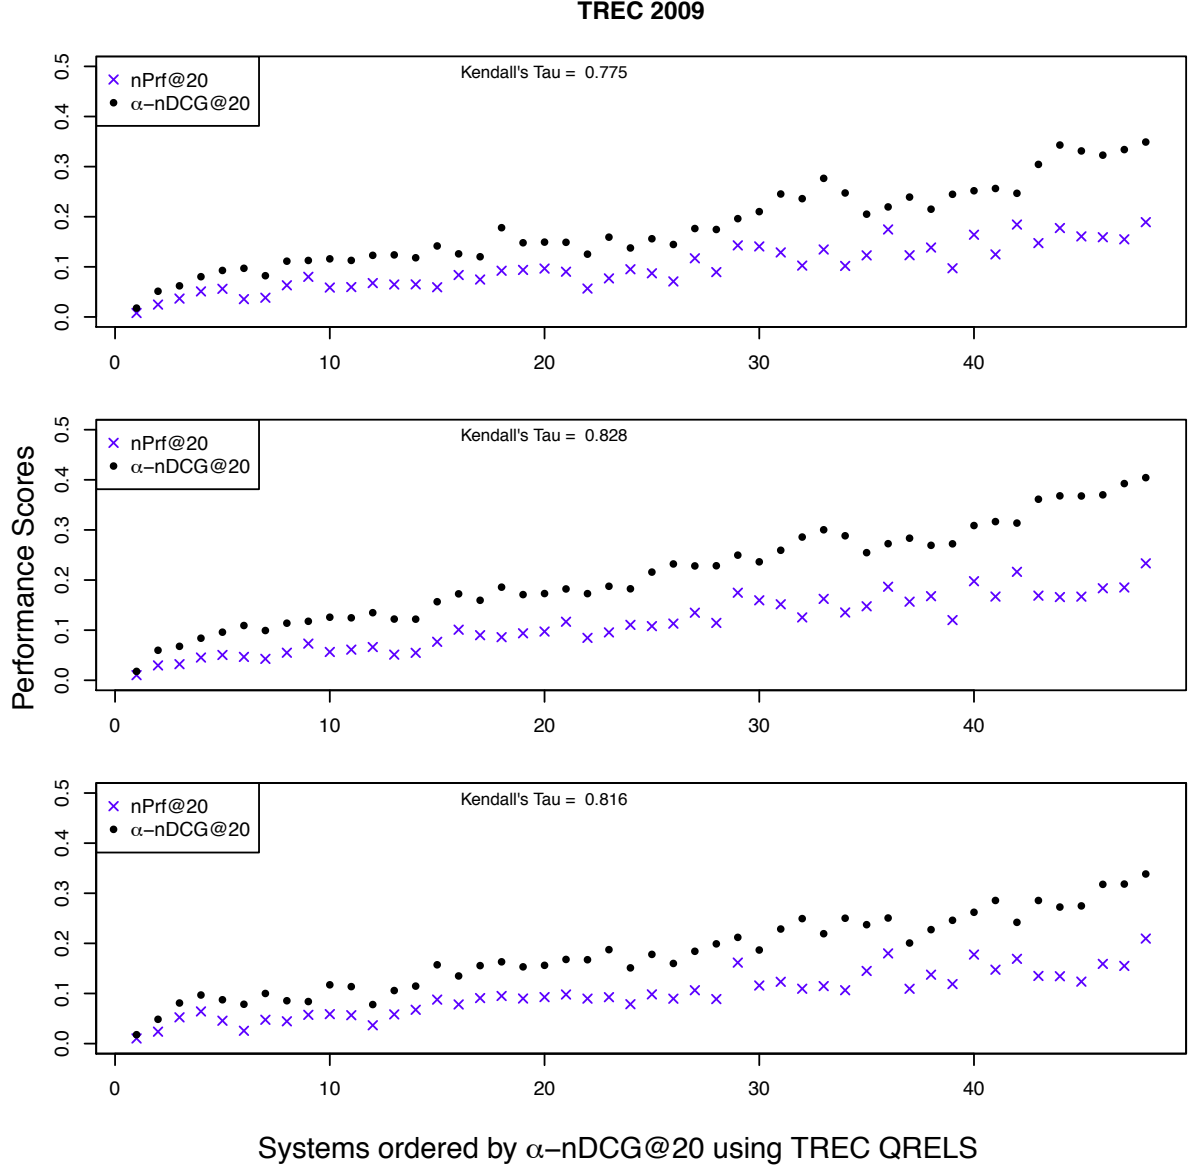 TREC 2009
Kendall's Tau = 0.775
nPrf@20
α−nDCG@20
0.5
0.4
0.3
0.2
0.1
0.0
0 10 20 30 40
Kendall's Tau = 0.828
nPrf@20
α−nDCG@20
0.5
0.4
0.3
0.2
0.1
0.0
0 10 20 30 40
Performance Scores
Kendall's Tau = 0.816
nPrf@20
α−nDCG@20
0.5
0.4
0.3
0.2
0.1
0.0
0 10 20 30 40
Systems ordered by α−nDCG@20 using TREC QRELS